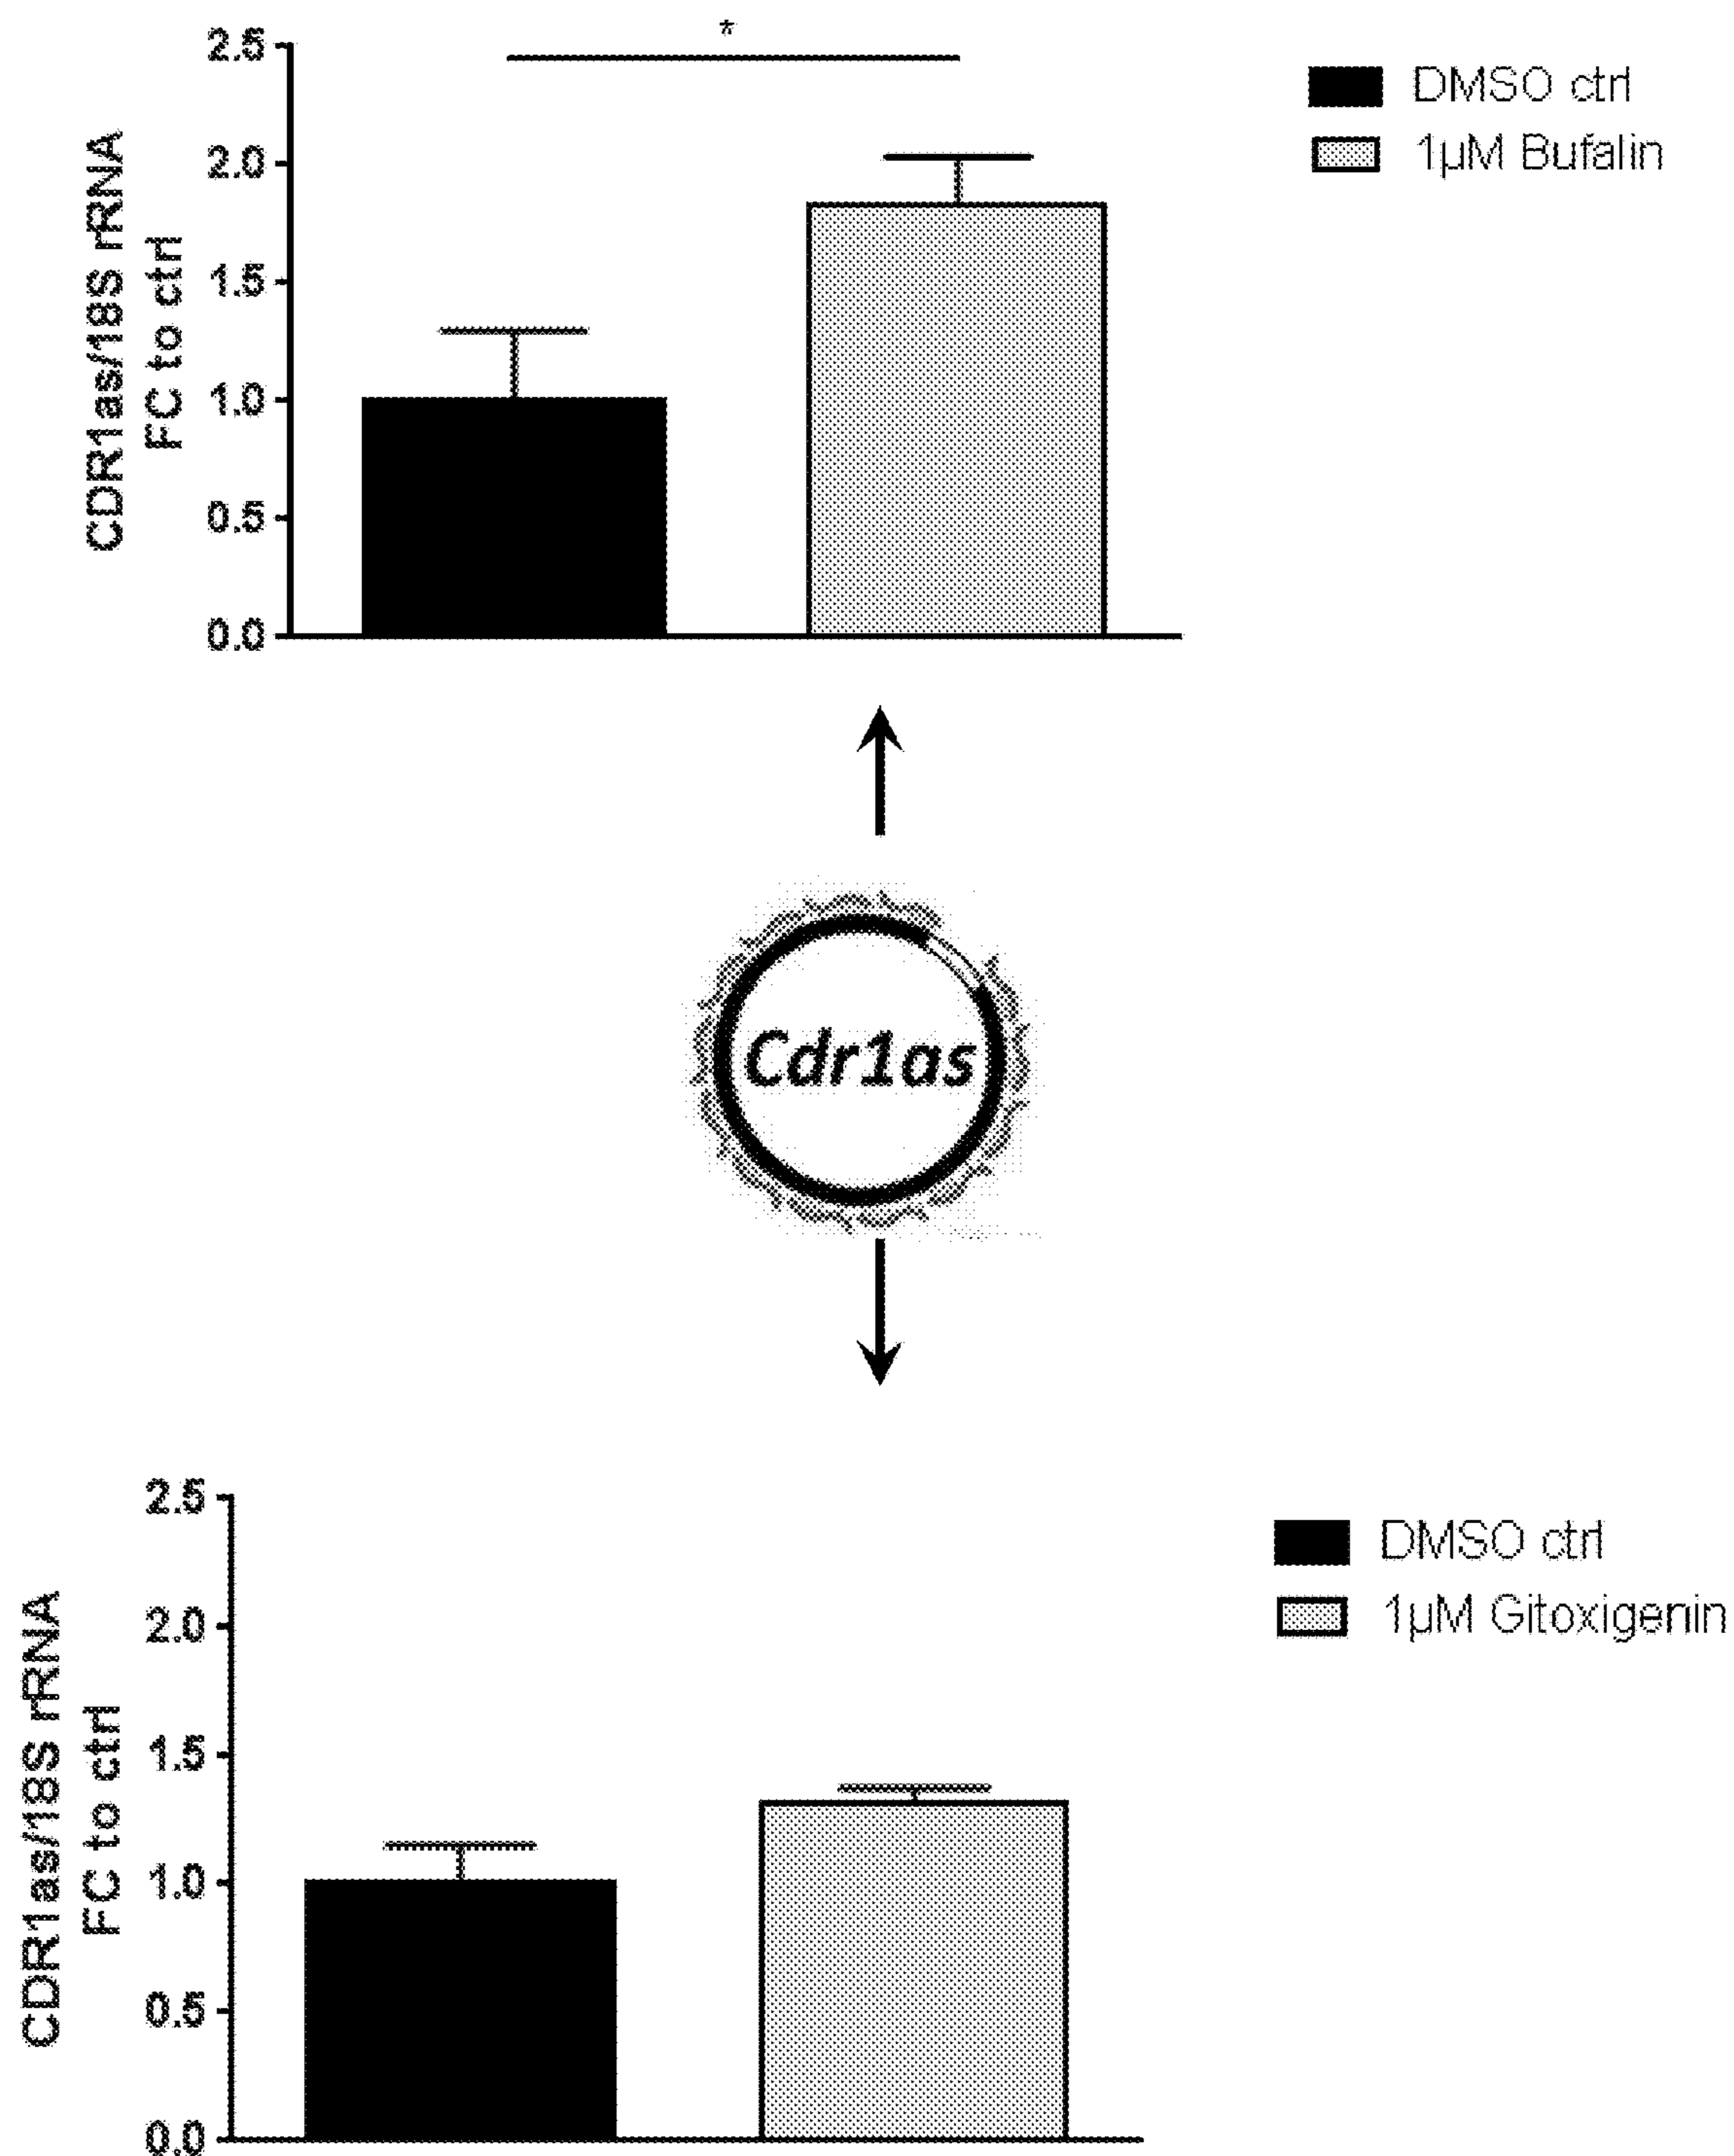 *
2.5
2.0
1.5
1.0
0.5
0.0
CDR1as/18S rRNA
FC to ctrl
DMSO ctrl
1µM Bufalin
Cdr1as
2.5
2.0
1.5
1.0
0.5
0.0
CDR1as/18S rRNA
FC to ctrl
DMSO ctrl
1µM Gitoxigenin